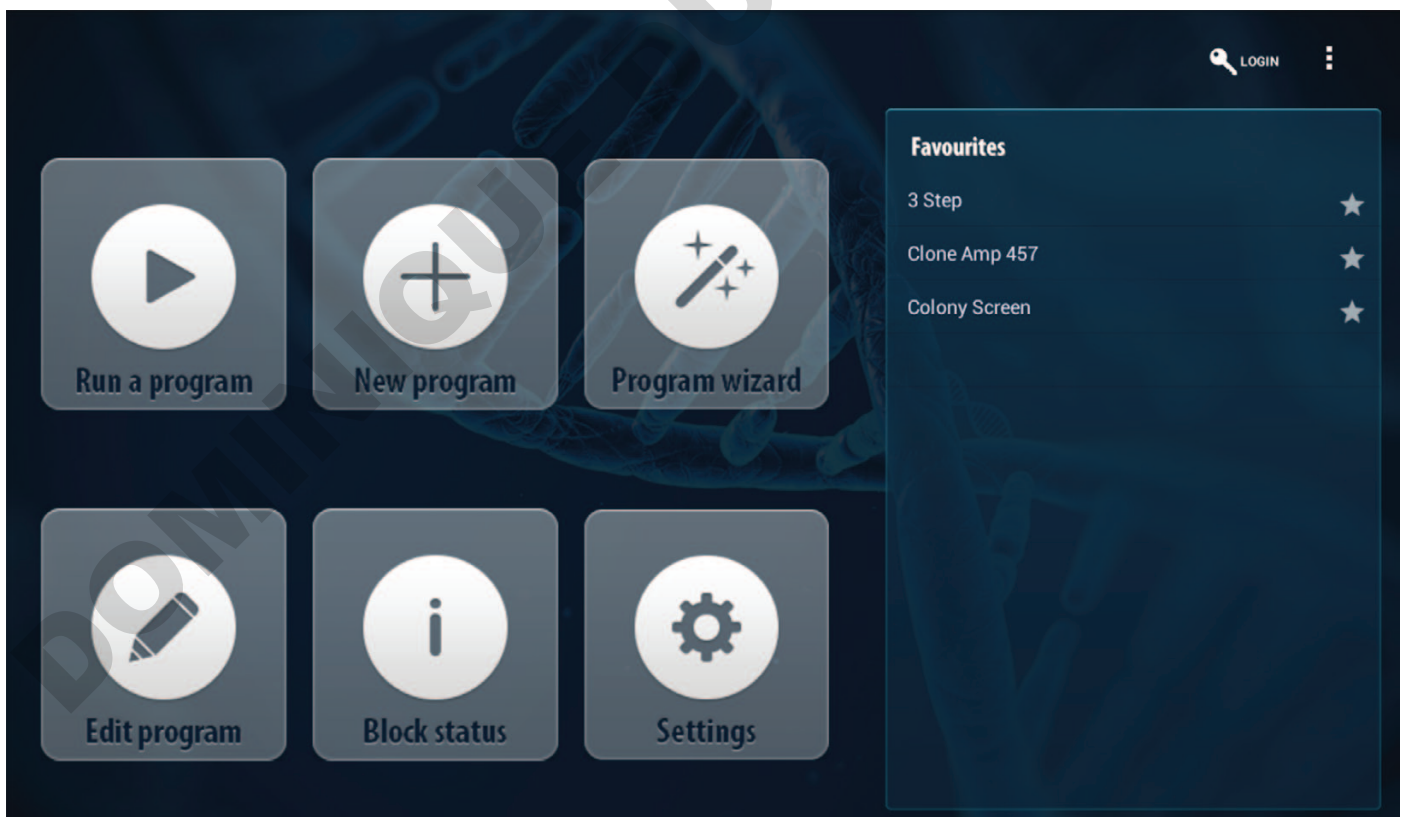 LOGIN
Favourites
3 Step
Clone Amp 457
Colony Screen
Run a program
New program
Program wizard
Edit program
Block status
Settings
DOMINIQUE